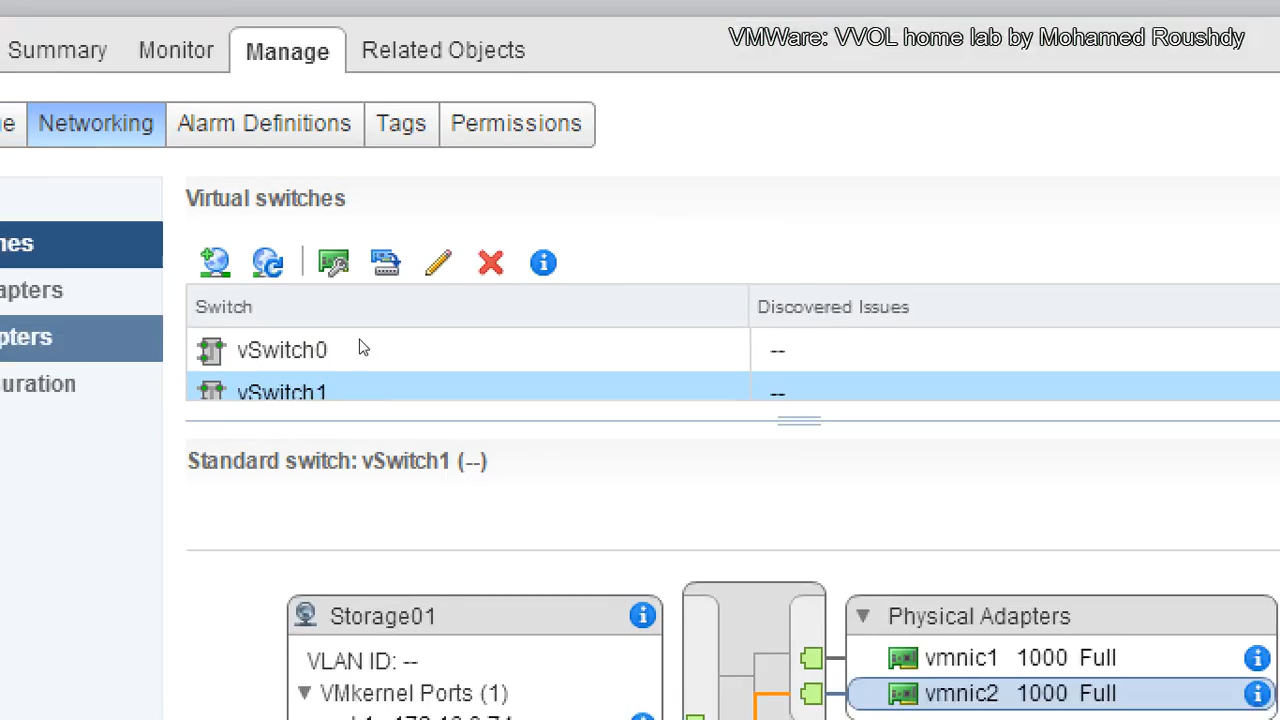 VMWare: VVOL home lab by Mohamed Roushdy
Summary Monitor Manage Related Objects
Networking Alarm Definitions Tags Permissions
Virtual switches
Switch Discovered Issues
vSwitch0 --
vSwitch1 --
Standard switch: vSwitch1 (--)
Storage01
VLAN ID: --
VMkernel Ports (1)
Physical Adapters
vmnic1 1000 Full
vmnic2 1000 Full